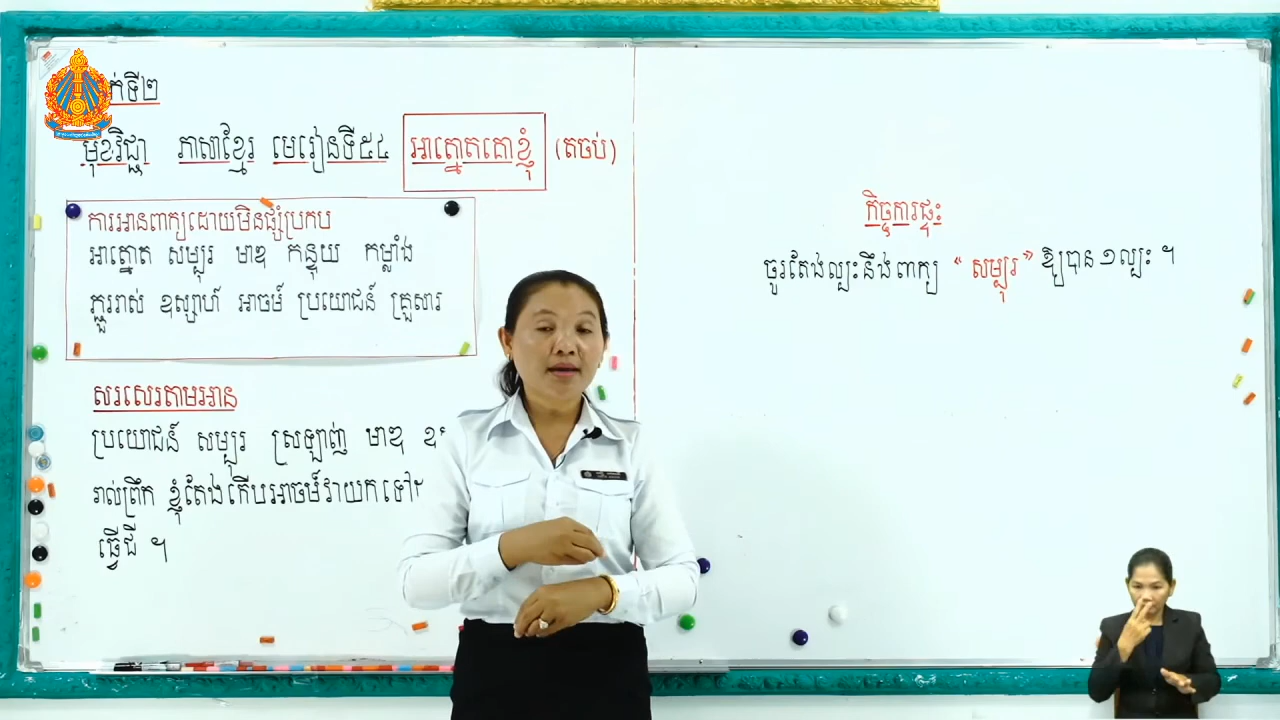 ថ្នាក់ទី២
មុខវិជ្ជា ភាសាខ្មែរ មេរៀនទី៥៤ អាត្នោតគោខ្ញុំ (តចប់)
ការអានពាក្យដោយមិនផ្សំប្រកប
អាត្នោត សម្បុរ មាឌ កន្ទុយ កម្លាំង
ភ្ជួររាស់ ឧស្សាហ៍ អាចម៍ ប្រយោជន៍ គ្រួសារ
សរសេរតាមអាន
ប្រយោជន៍ សម្បុរ ស្រឡាញ់ មាឌ
រាល់ព្រឹក ខ្ញុំតែងកើបអាចម៍វាយកទៅ
ធ្វើជី ។
កិច្ចការផ្ទះ
ចូរតែងល្បះនឹងពាក្យ "សម្បុរ" ឱ្យបាន ១ល្បះ ។